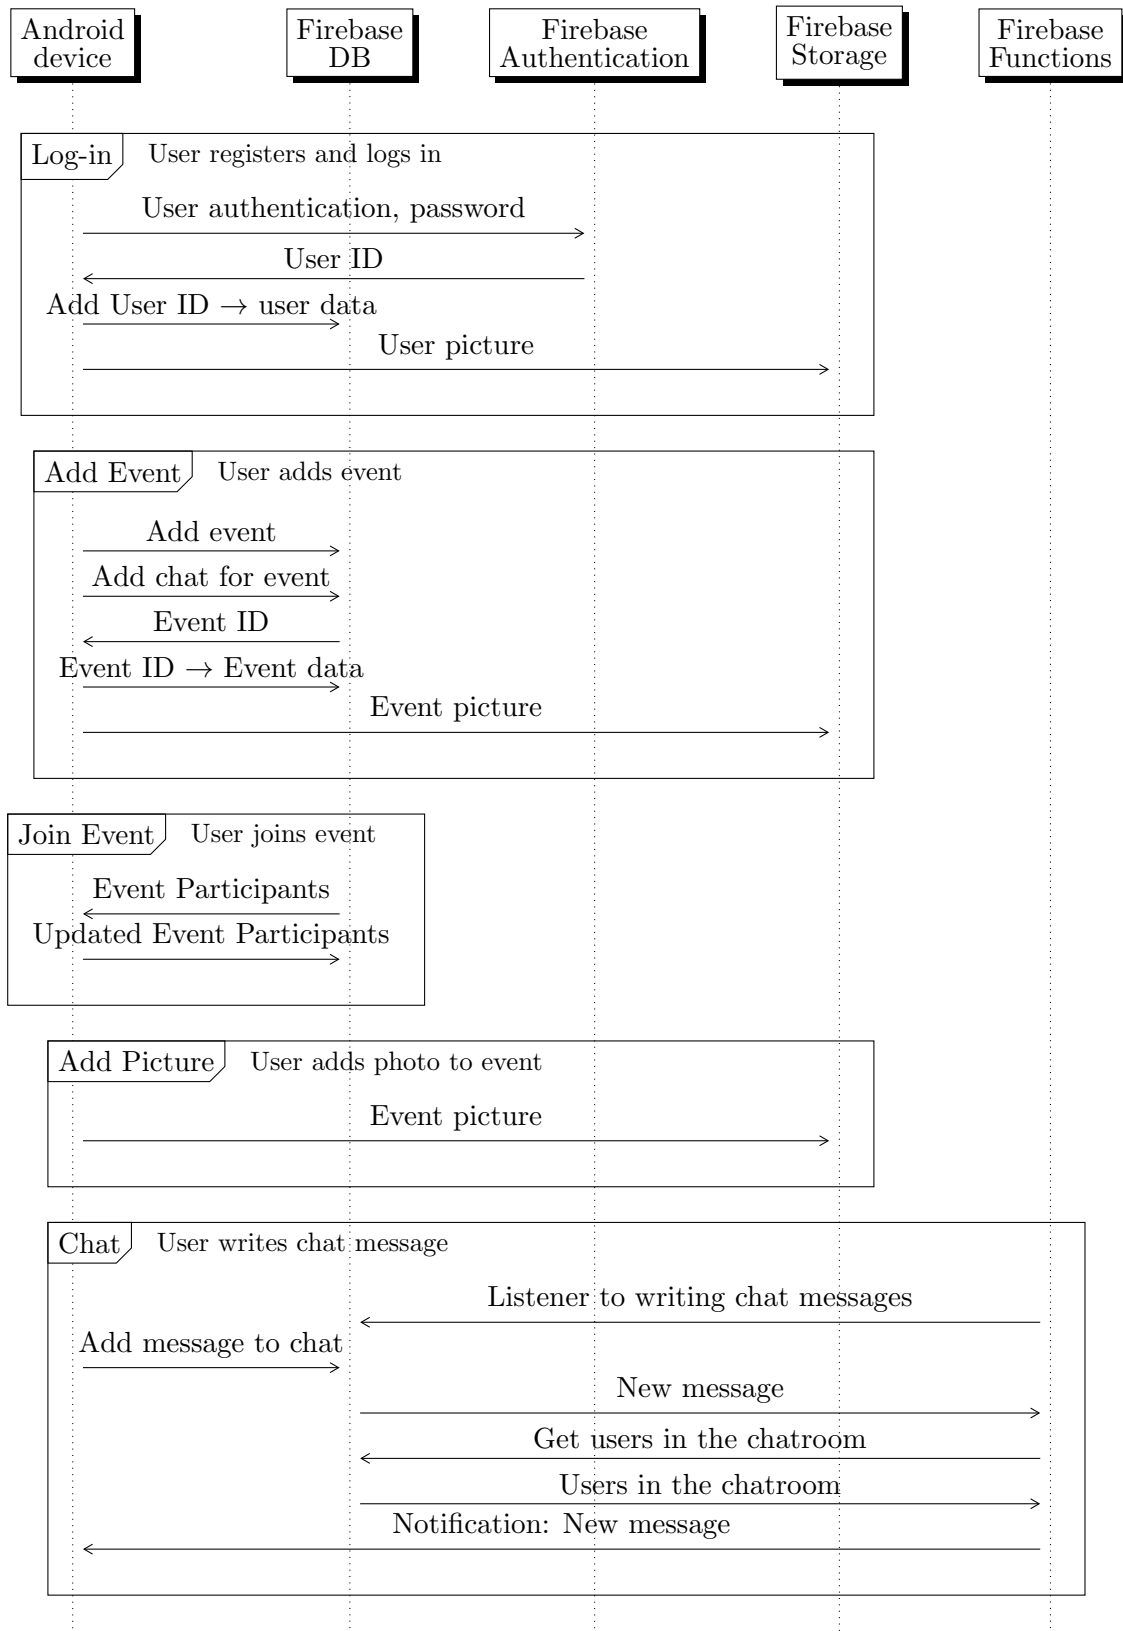 Android
device
Firebase
DB
Firebase
Authentication
Firebase
Storage
Firebase
Functions
Log-in
User registers and logs in
User authentication, password
User ID
Add User ID → user data
User picture
Add Event
User adds event
Add event
Add chat for event
Event ID
Event ID → Event data
Event picture
Join Event
User joins event
Event Participants
Updated Event Participants
Add Picture
User adds photo to event
Event picture
Chat
User writes chat message
Listener to writing chat messages
Add message to chat
New message
Get users in the chatroom
Users in the chatroom
Notification: New message